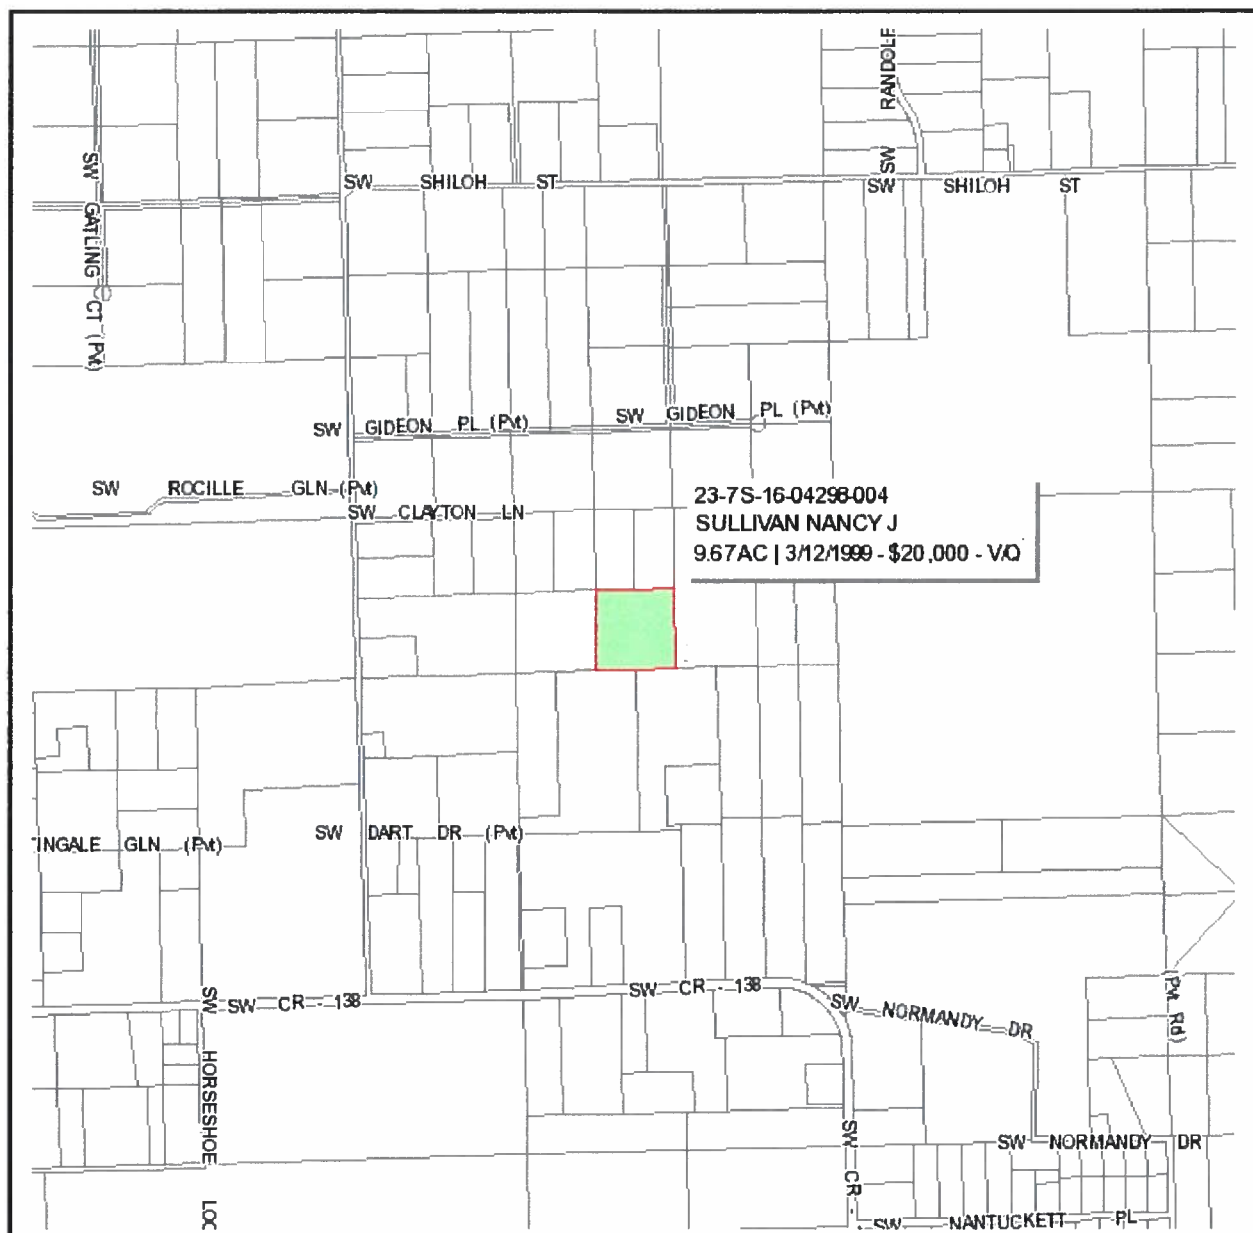 SW RANDOLF
SW SHILOH ST
SW SHILOH ST
SW GATLING CT (Pvt)
SW GIDEON PL (Pvt)
SW GIDEON PL (Pvt)
SW ROCILLE GLN (Pvt)
SW CLAYTON LN
23-7S-16-04298-004
SULLIVAN NANCY J
9.67AC | 3/12/1999 - $20,000 - V/Q
SW DART DR (Pvt)
TINGALE GLN (Pvt)
SW CR - 138
SW CR - 138
SW NORMANDY DR
(Pvt Rd)
SW HORSESHOE LOC
SW CR -
SW NORMANDY DR
SW NANTUCKETT PL